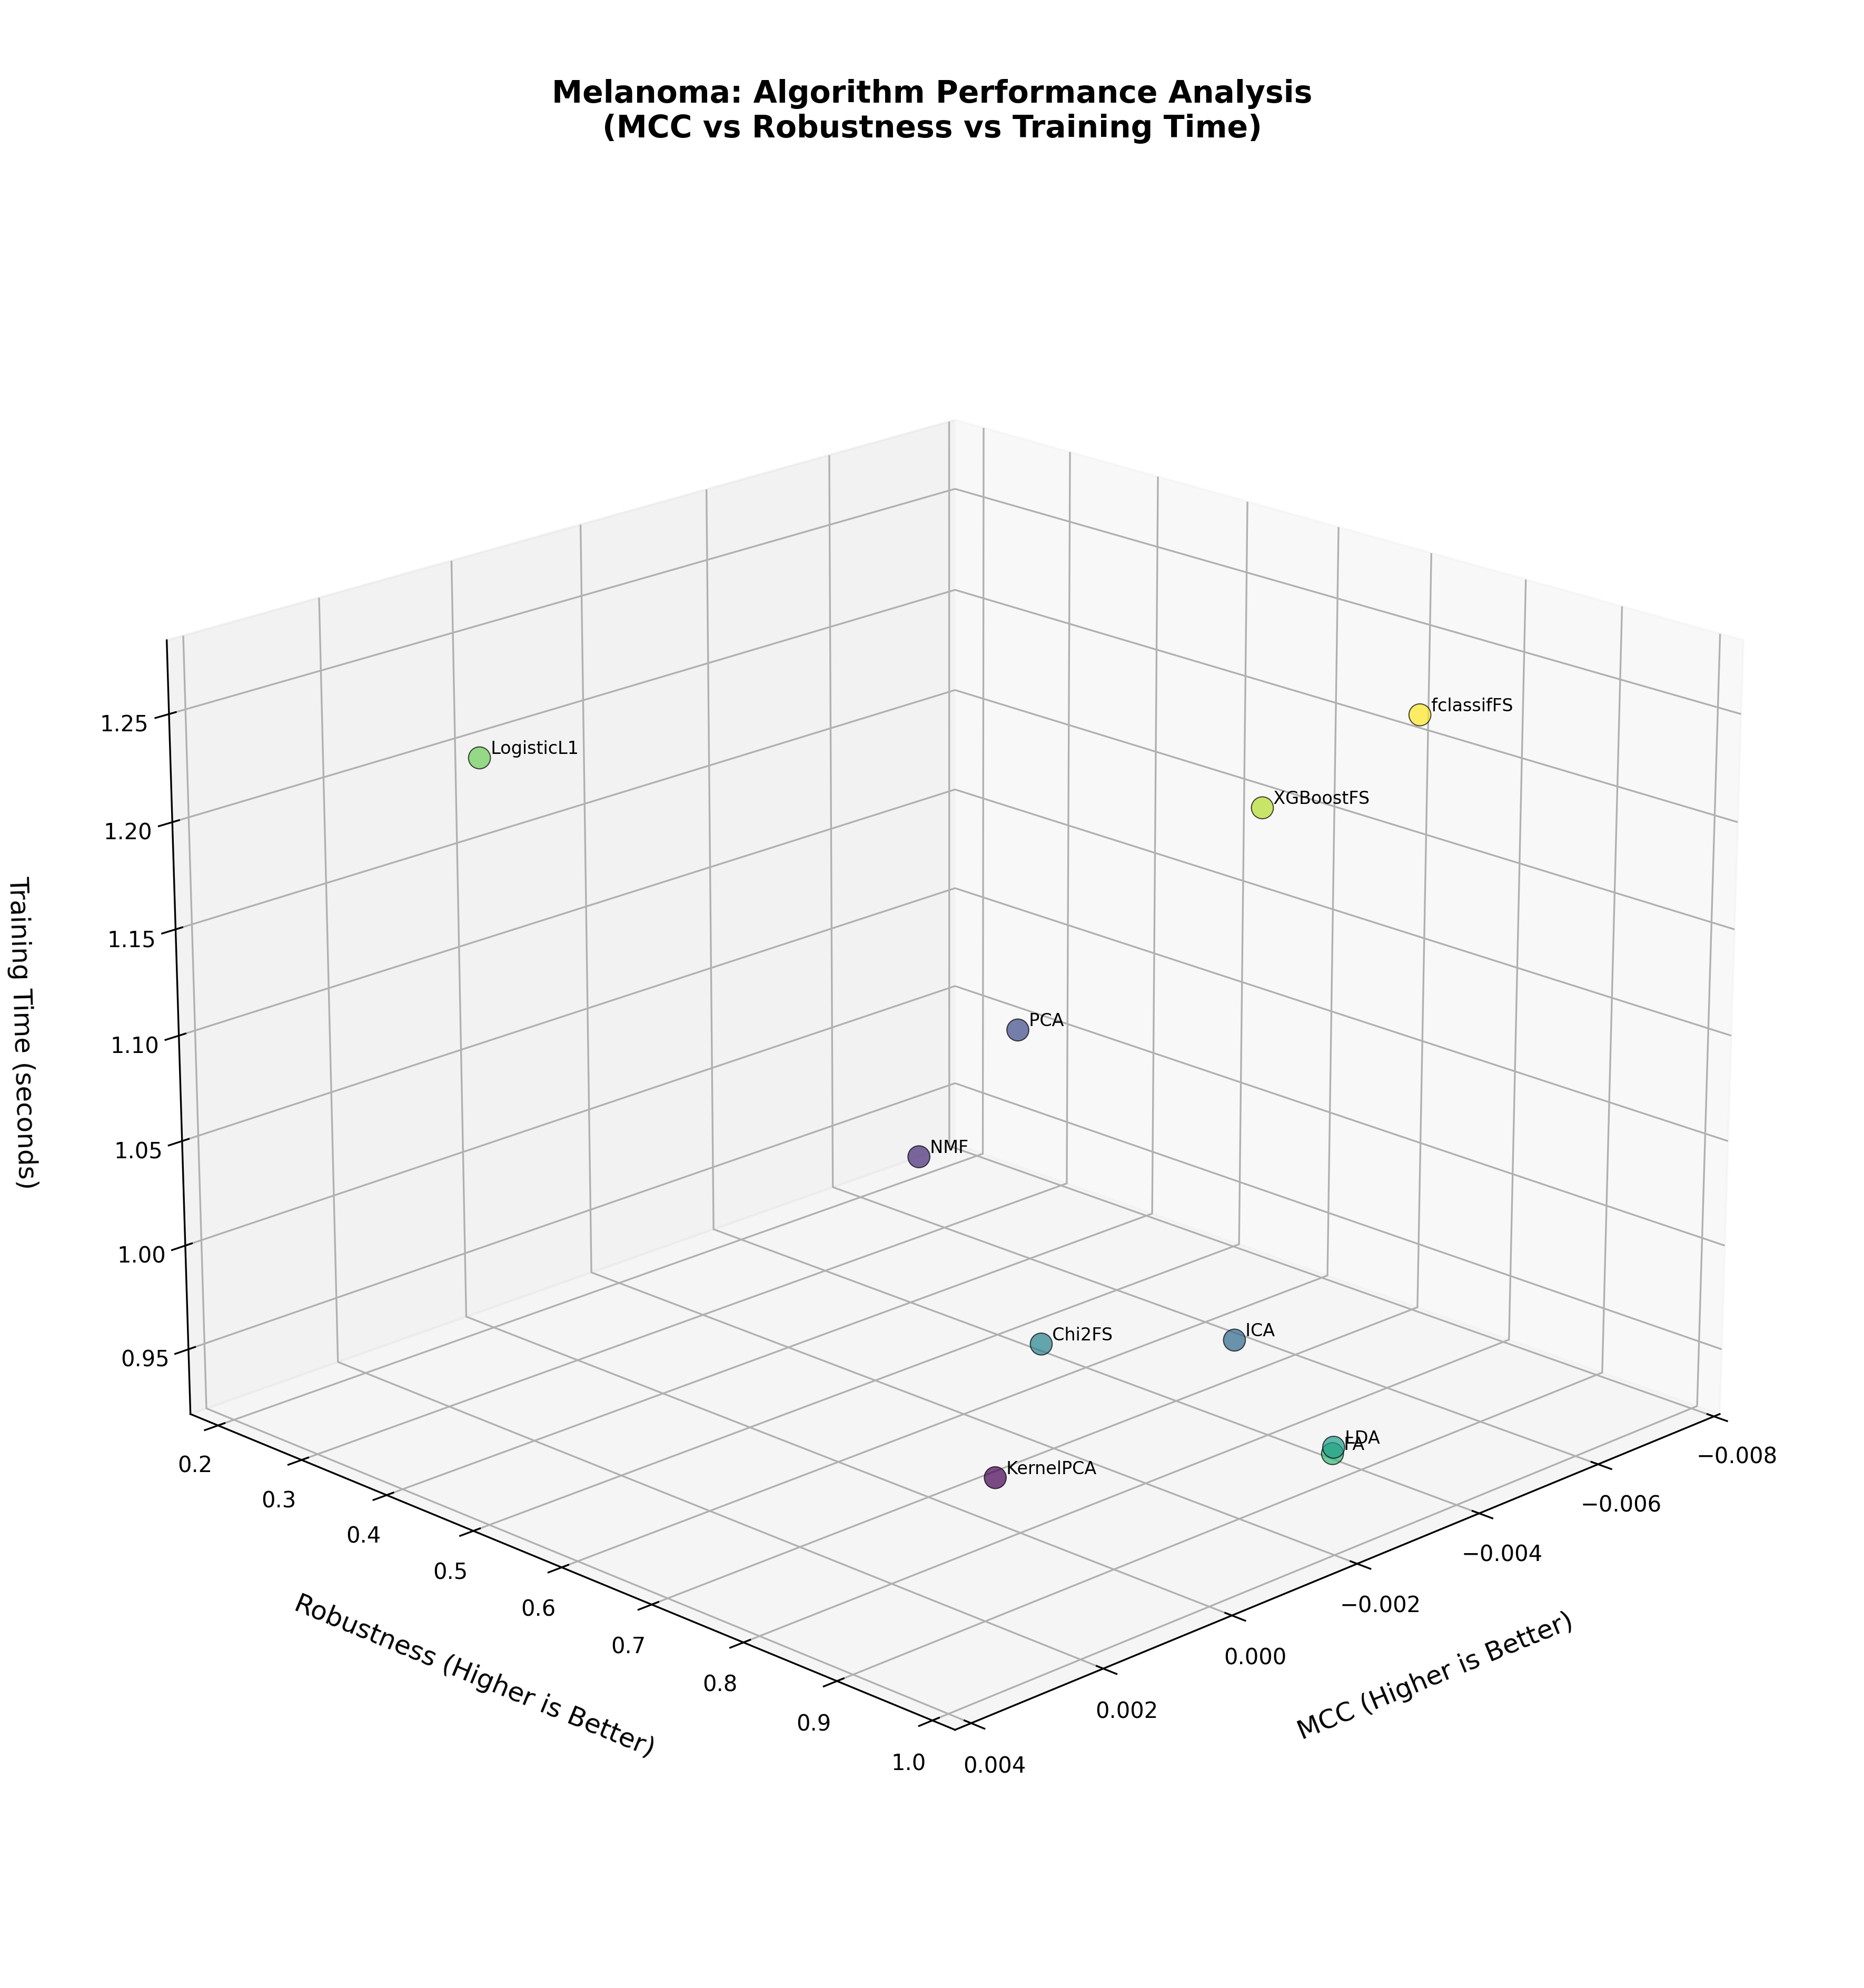 Melanoma: Algorithm Performance Analysis
(MCC vs Robustness vs Training Time)
fclassifFS
LogisticL1
XGBoostFS
PCA
NMF
Chi2FS
ICA
LDA
FA
KernelPCA
1.25
1.20
1.15
1.10
1.05
1.00
0.95
Training Time (seconds)
0.2
0.3
0.4
0.5
0.6
0.7
0.8
0.9
1.0
Robustness (Higher is Better)
0.004
0.002
0.000
−0.002
−0.004
−0.006
−0.008
MCC (Higher is Better)